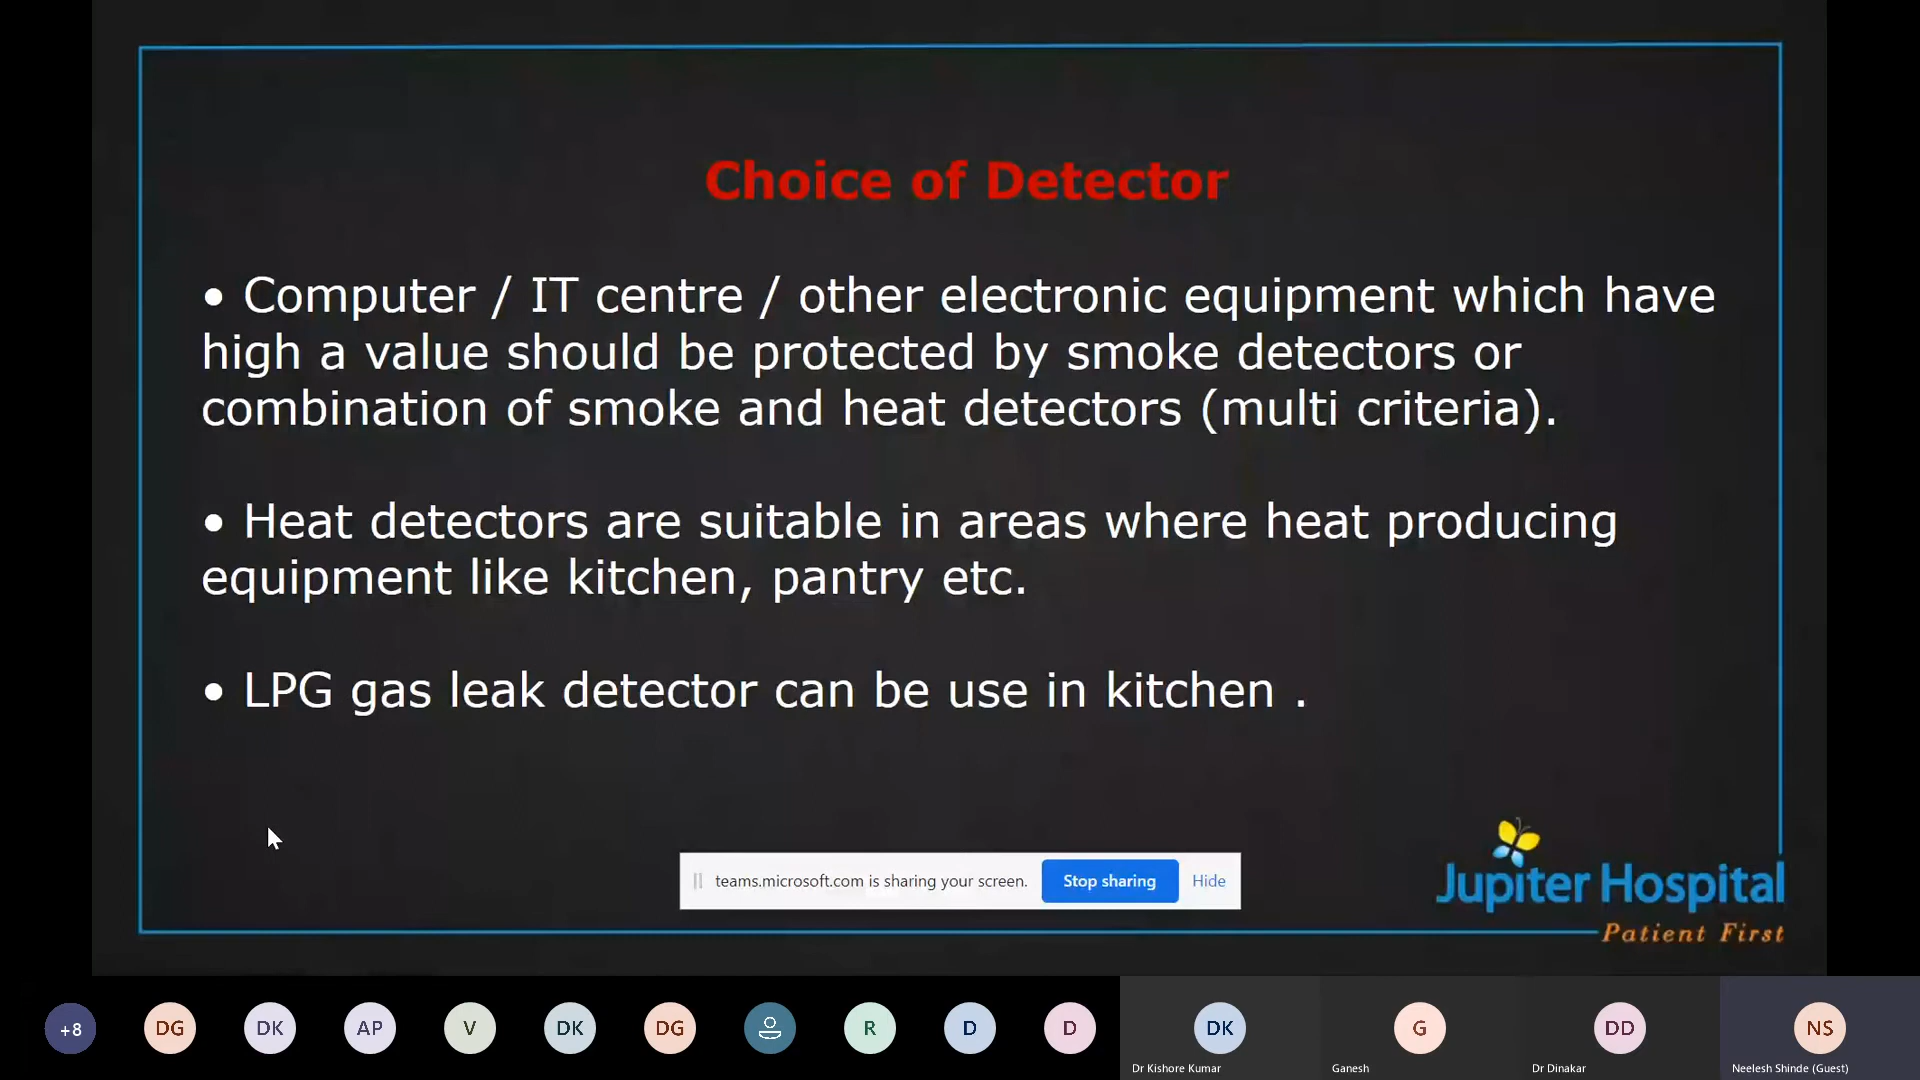 Choice of Detector
• Computer / IT centre / other electronic equipment which have
high a value should be protected by smoke detectors or
combination of smoke and heat detectors (multi criteria).
• Heat detectors are suitable in areas where heat producing
equipment like kitchen, pantry etc.
• LPG gas leak detector can be use in kitchen .
teams.microsoft.com is sharing your screen. Stop sharing Hide
Jupiter Hospital
Patient First
+8 DG DK AP V DK DG R D D DK G DD NS
Dr Kishore Kumar Ganesh Dr Dinakar Neelesh Shinde (Guest)